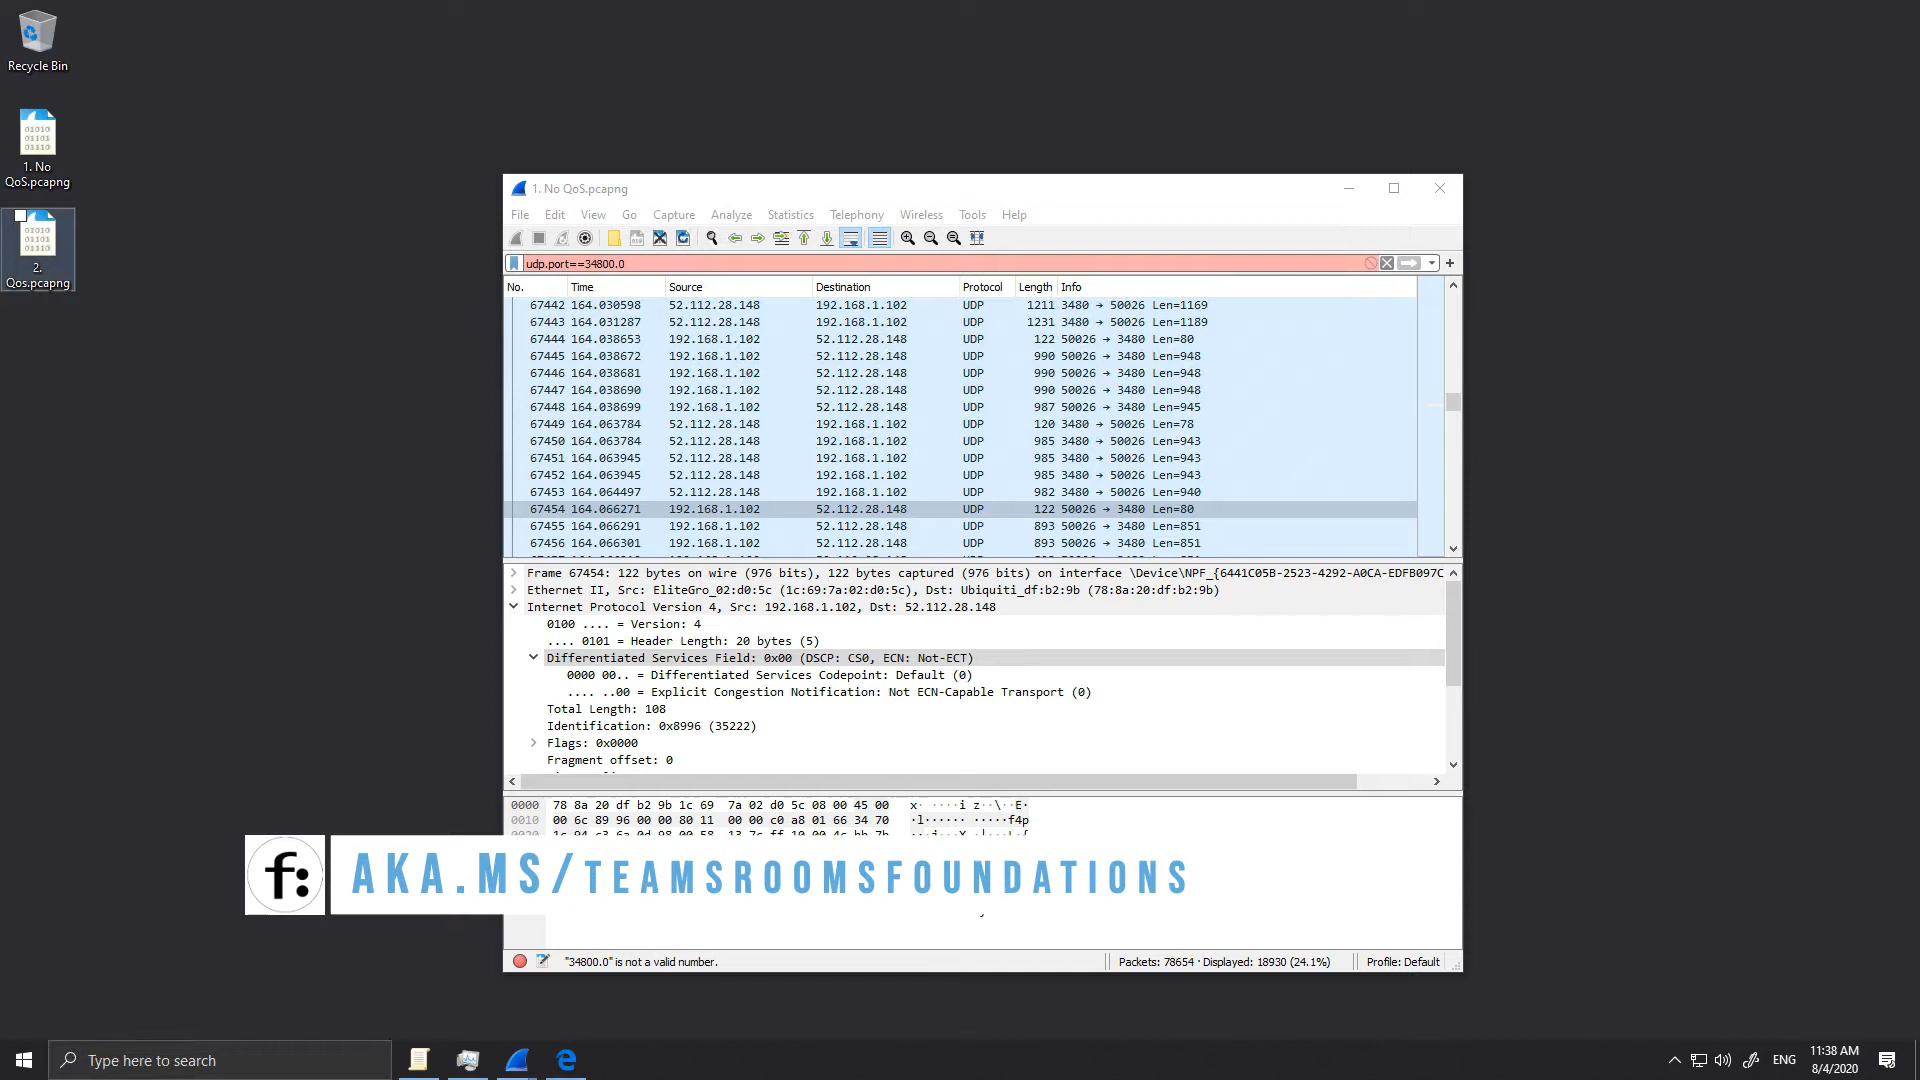 Recycle Bin
1. No
QoS.pcapng
2.
Qos.pcapng
1. No QoS.pcapng
File Edit View Go Capture Analyze Statistics Telephony Wireless Tools Help
udp.port==34800.0
No. Time Source Destination Protocol Length Info
67442 164.030598 52.112.28.148 192.168.1.102 UDP 1211 3480 → 50026 Len=1169
67443 164.031287 52.112.28.148 192.168.1.102 UDP 1231 3480 → 50026 Len=1189
67444 164.038653 192.168.1.102 52.112.28.148 UDP 122 50026 → 3480 Len=80
67445 164.038672 192.168.1.102 52.112.28.148 UDP 990 50026 → 3480 Len=948
67446 164.038681 192.168.1.102 52.112.28.148 UDP 990 50026 → 3480 Len=948
67447 164.038690 192.168.1.102 52.112.28.148 UDP 990 50026 → 3480 Len=948
67448 164.038699 192.168.1.102 52.112.28.148 UDP 987 50026 → 3480 Len=945
67449 164.063784 52.112.28.148 192.168.1.102 UDP 120 3480 → 50026 Len=78
67450 164.063784 52.112.28.148 192.168.1.102 UDP 985 3480 → 50026 Len=943
67451 164.063945 52.112.28.148 192.168.1.102 UDP 985 3480 → 50026 Len=943
67452 164.063945 52.112.28.148 192.168.1.102 UDP 985 3480 → 50026 Len=943
67453 164.064497 52.112.28.148 192.168.1.102 UDP 982 3480 → 50026 Len=940
67454 164.066271 192.168.1.102 52.112.28.148 UDP 122 50026 → 3480 Len=80
67455 164.066291 192.168.1.102 52.112.28.148 UDP 893 50026 → 3480 Len=851
67456 164.066301 192.168.1.102 52.112.28.148 UDP 893 50026 → 3480 Len=851
Frame 67454: 122 bytes on wire (976 bits), 122 bytes captured (976 bits) on interface \Device\NPF_{6441C05B-2523-4292-A0CA-EDFB097C
Ethernet II, Src: EliteGro_02:d0:5c (1c:69:7a:02:d0:5c), Dst: Ubiquiti_df:b2:9b (78:8a:20:df:b2:9b)
Internet Protocol Version 4, Src: 192.168.1.102, Dst: 52.112.28.148
0100 .... = Version: 4
.... 0101 = Header Length: 20 bytes (5)
Differentiated Services Field: 0x00 (DSCP: CS0, ECN: Not-ECT)
0000 00.. = Differentiated Services Codepoint: Default (0)
.... ..00 = Explicit Congestion Notification: Not ECN-Capable Transport (0)
Total Length: 108
Identification: 0x8996 (35222)
Flags: 0x0000
Fragment offset: 0
0000 78 8a 20 df b2 9b 1c 69 7a 02 d0 5c 08 00 45 00 x· ····i z··\··E·
0010 00 6c 89 96 00 00 80 11 00 00 c0 a8 01 66 34 70 ·l······ ·····f4p
f: AKA.MS/TEAMSROOMSFOUNDATIONS
"34800.0" is not a valid number. Packets: 78654 · Displayed: 18930 (24.1%) Profile: Default
Type here to search
ENG
11:38 AM
8/4/2020